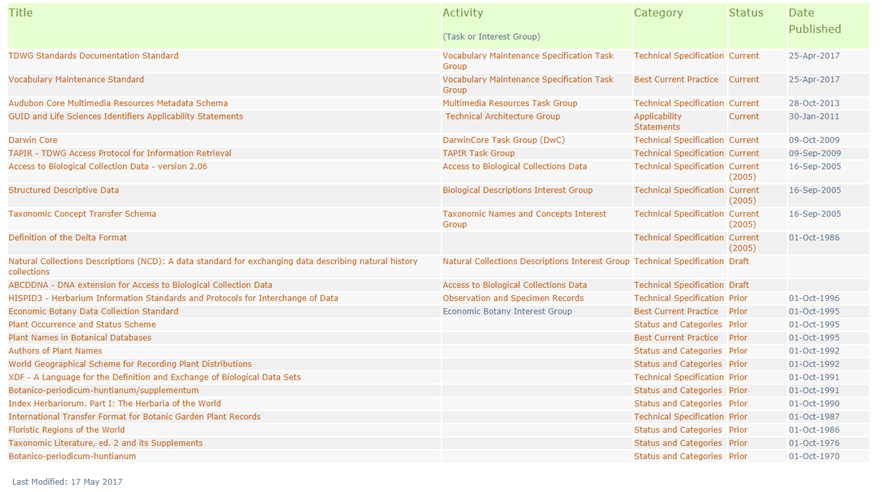 Title Activity Category Status Date
(Task or Interest Group) Published
TDWG Standards Documentation Standard Vocabulary Maintenance Specification Task Technical Specification Current 25-Apr-2017
Group
Vocabulary Maintenance Standard Vocabulary Maintenance Specification Task Best Current Practice Current 25-Apr-2017
Group
Audubon Core Multimedia Resources Metadata Schema Multimedia Resources Task Group Technical Specification Current 28-Oct-2013
GUID and Life Sciences Identifiers Applicability Statements Technical Architecture Group Applicability Current 30-Jan-2011
Statements
Darwin Core DarwinCore Task Group (DwC) Technical Specification Current 09-Oct-2009
TAPIR - TDWG Access Protocol for Information Retrieval TAPIR Task Group Technical Specification Current 09-Sep-2009
Access to Biological Collection Data - version 2.06 Access to Biological Collections Data Technical Specification Current 16-Sep-2005
(2005)
Structured Descriptive Data Biological Descriptions Interest Group Technical Specification Current 16-Sep-2005
(2005)
Taxonomic Concept Transfer Schema Taxonomic Names and Concepts Interest Technical Specification Current 16-Sep-2005
Group (2005)
Definition of the Delta Format Technical Specification Current 01-Oct-1986
(2005)
Natural Collections Descriptions (NCD): A data standard for exchanging data describing natural history Natural Collections Descriptions Interest Group Technical Specification Draft
collections
ABCDDNA - DNA extension for Access to Biological Collection Data Access to Biological Collections Data Technical Specification Draft
HISPID3 - Herbarium Information Standards and Protocols for Interchange of Data Observation and Specimen Records Technical Specification Prior 01-Oct-1996
Economic Botany Data Collection Standard Economic Botany Interest Group Best Current Practice Prior 01-Oct-1995
Plant Occurrence and Status Scheme Status and Categories Prior 01-Oct-1995
Plant Names in Botanical Databases Best Current Practice Prior 01-Oct-1995
Authors of Plant Names Status and Categories Prior 01-Oct-1992
World Geographical Scheme for Recording Plant Distributions Status and Categories Prior 01-Oct-1992
XDF - A Language for the Definition and Exchange of Biological Data Sets Technical Specification Prior 01-Oct-1991
Botanico-periodicum-huntianum/supplementum Status and Categories Prior 01-Oct-1991
Index Herbariorum. Part I: The Herbaria of the World Status and Categories Prior 01-Oct-1990
International Transfer Format for Botanic Garden Plant Records Technical Specification Prior 01-Oct-1987
Floristic Regions of the World Status and Categories Prior 01-Oct-1986
Taxonomic Literature, ed. 2 and its Supplements Status and Categories Prior 01-Oct-1976
Botanico-periodicum-huntianum Status and Categories Prior 01-Oct-1970
Last Modified: 17 May 2017